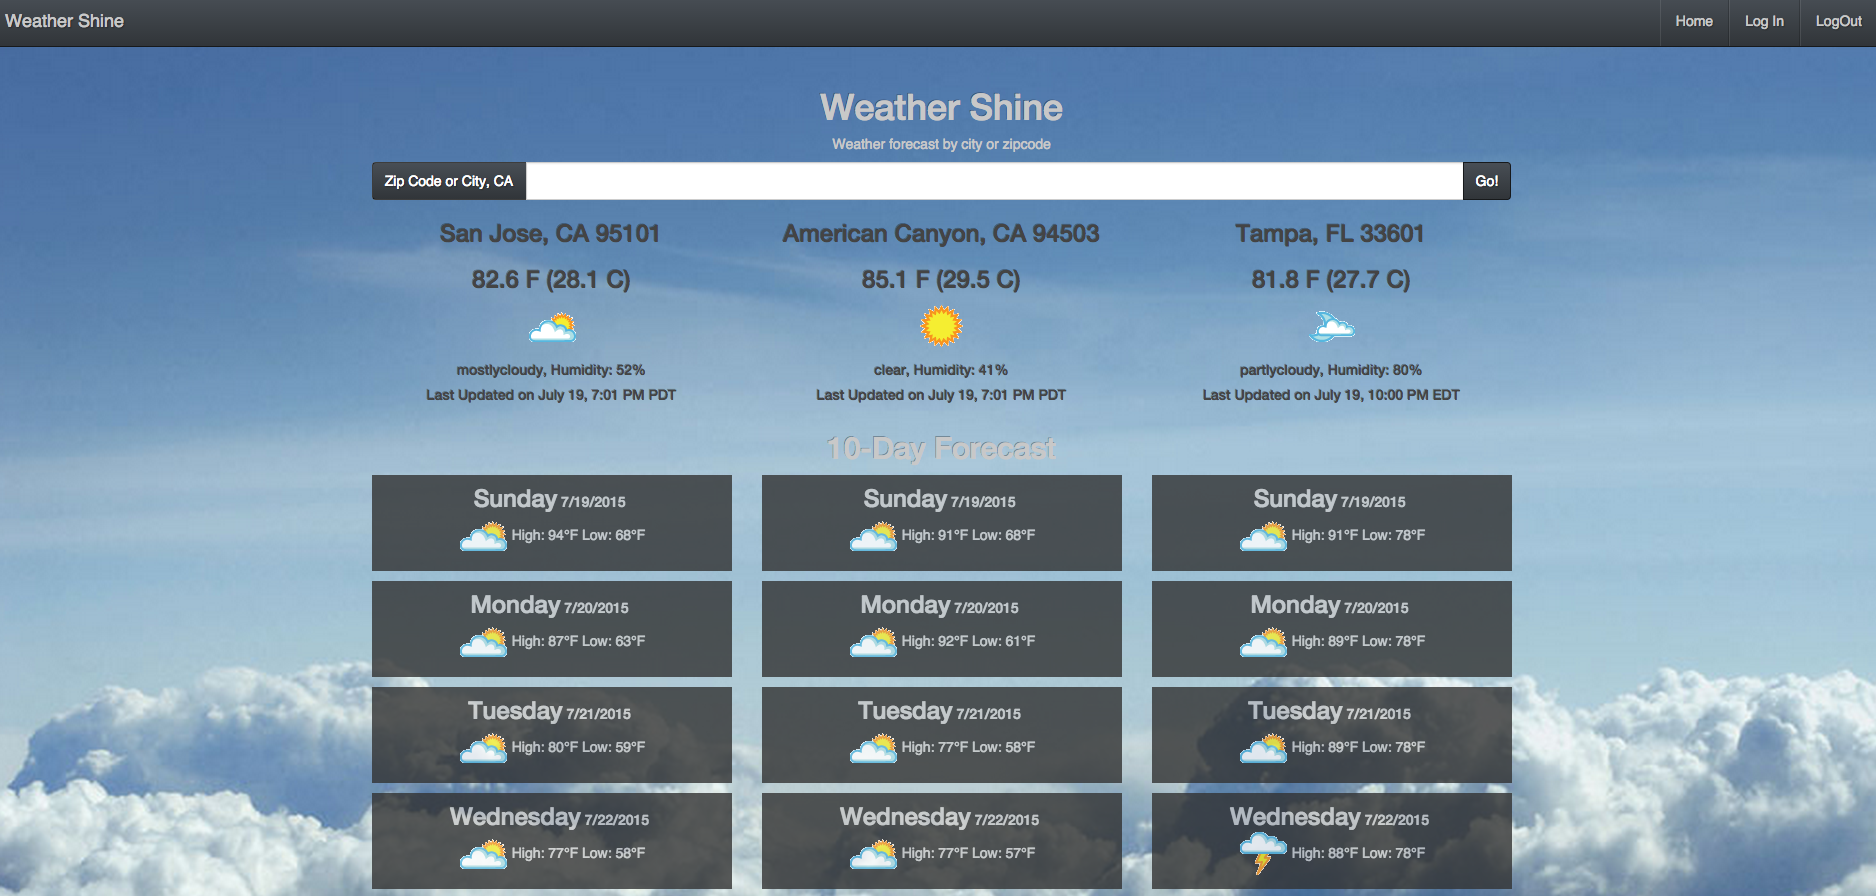 Weather Shine
Home
Log In
LogOut
Weather Shine
Weather forecast by city or zipcode
Zip Code or City, CA
Go!
San Jose, CA 95101
82.6 F (28.1 C)
mostlycloudy, Humidity: 52%
Last Updated on July 19, 7:01 PM PDT
American Canyon, CA 94503
85.1 F (29.5 C)
clear, Humidity: 41%
Last Updated on July 19, 7:01 PM PDT
Tampa, FL 33601
81.8 F (27.7 C)
partlycloudy, Humidity: 80%
Last Updated on July 19, 10:00 PM EDT
10-Day Forecast
Sunday 7/19/2015
High: 94°F Low: 68°F
Monday 7/20/2015
High: 87°F Low: 63°F
Tuesday 7/21/2015
High: 80°F Low: 59°F
Wednesday 7/22/2015
High: 77°F Low: 58°F
Sunday 7/19/2015
High: 91°F Low: 68°F
Monday 7/20/2015
High: 92°F Low: 61°F
Tuesday 7/21/2015
High: 77°F Low: 58°F
Wednesday 7/22/2015
High: 77°F Low: 57°F
Sunday 7/19/2015
High: 91°F Low: 78°F
Monday 7/20/2015
High: 89°F Low: 78°F
Tuesday 7/21/2015
High: 89°F Low: 78°F
Wednesday 7/22/2015
High: 88°F Low: 78°F